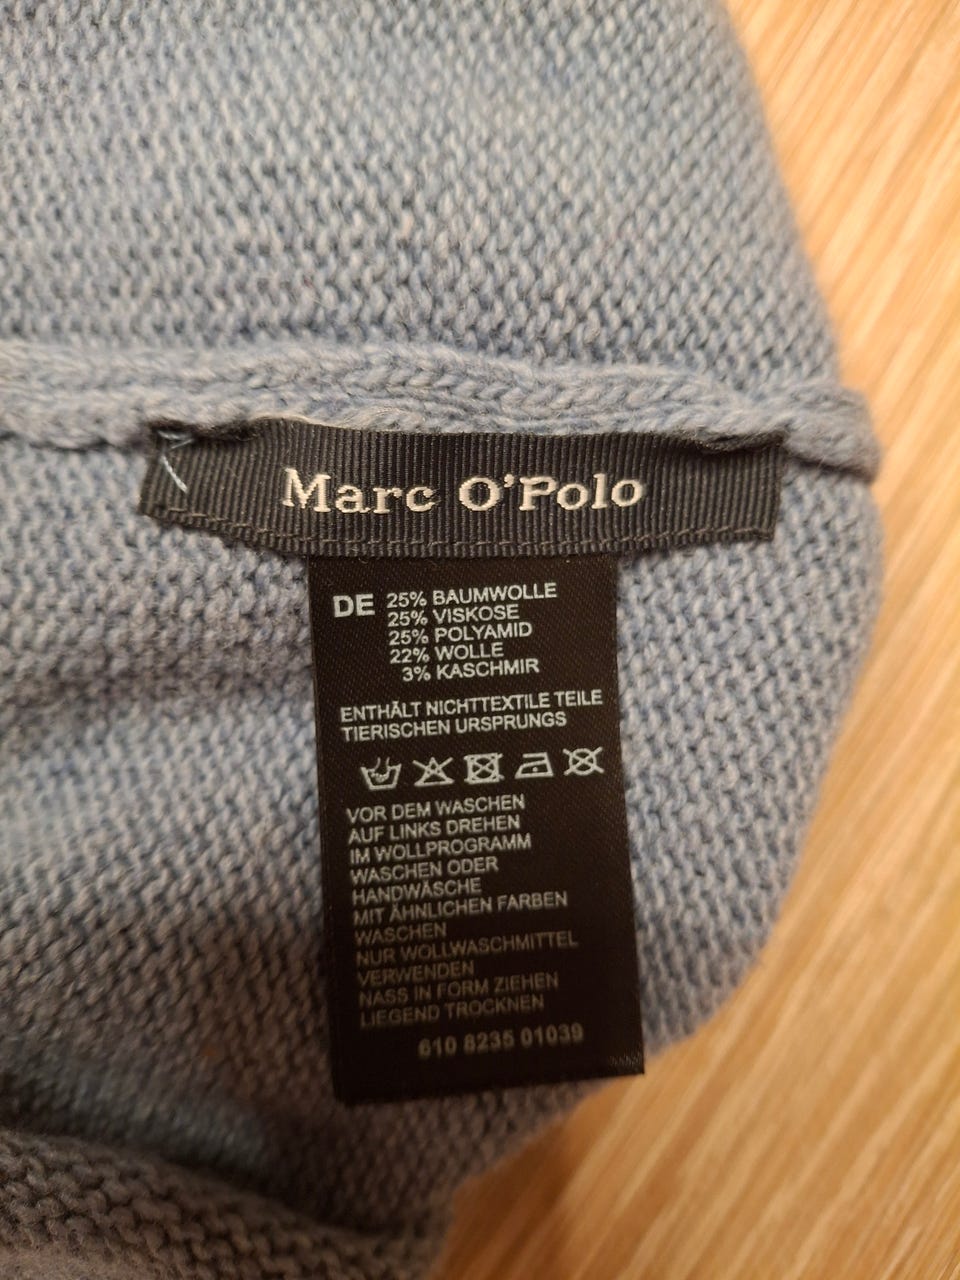 Marc O'Polo
DE 25% BAUMWOLLE
25% VISKOSE
25% POLYAMID
22% WOLLE
3% KASCHMIR
ENTHÄLT NICHTTEXTILE TEILE
TIERISCHEN URSPRUNGS
VOR DEM WASCHEN
AUF LINKS DREHEN
IM WOLLPROGRAMM
WASCHEN ODER
HANDWÄSCHE
MIT ÄHNLICHEN FARBEN
WASCHEN
NUR WOLLWASCHMITTEL
VERWENDEN
NASS IN FORM ZIEHEN
LIEGEND TROCKNEN
610 8235 01039